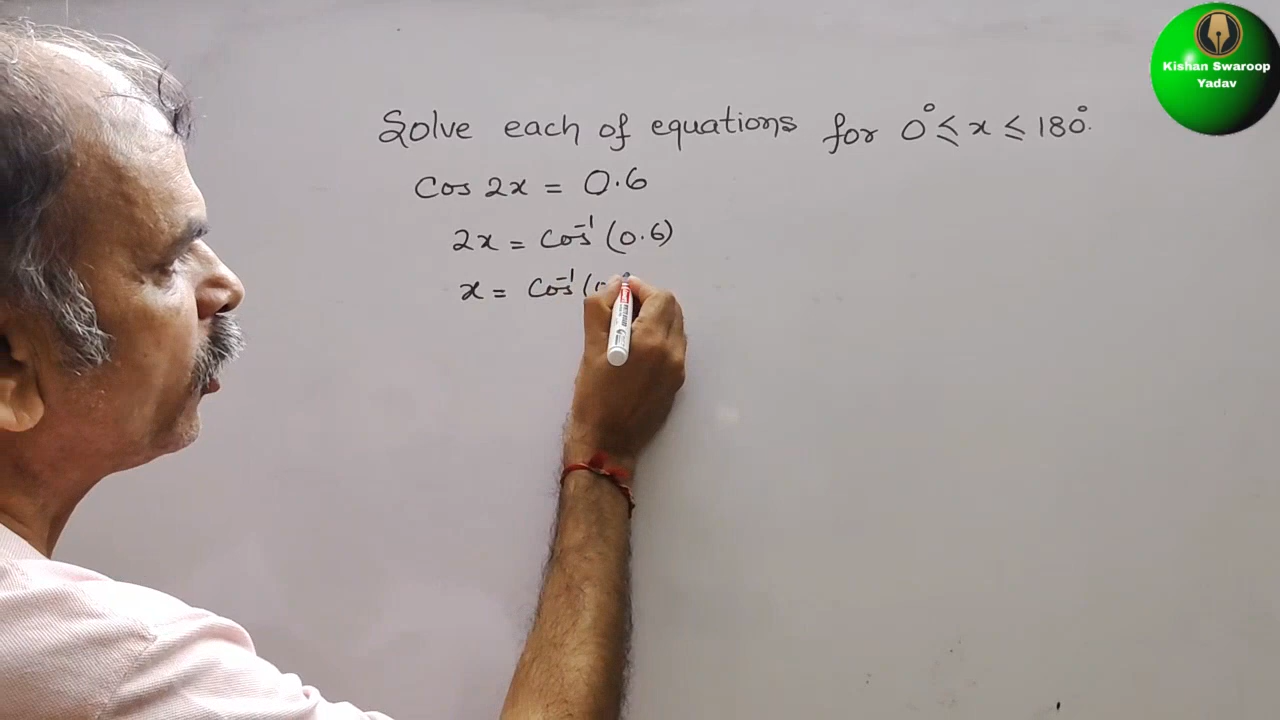 Kishan Swaroop
Yadav
Solve each of equations for 0° ≤ x ≤ 180°.
Cos 2x = 0.6
2x = Cos⁻¹ (0.6)
x = Cos⁻¹ (